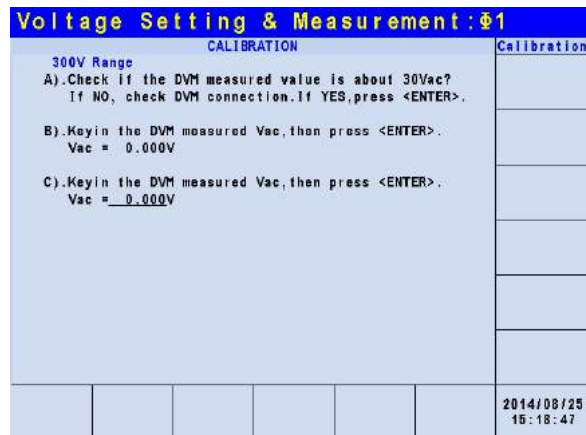 Voltage Setting & Measurement:Φ1
CALIBRATION
Calibration
300V Range
A).Check if the DVM measured value is about 30Vac?
If NO, check DVM connection.If YES,press <ENTER>.
B).Keyin the DVM measured Vac,then press <ENTER>.
Vac = 0.000V
C).Keyin the DVM measured Vac,then press <ENTER>.
Vac = 0.000V
2014/08/25
15:18:47